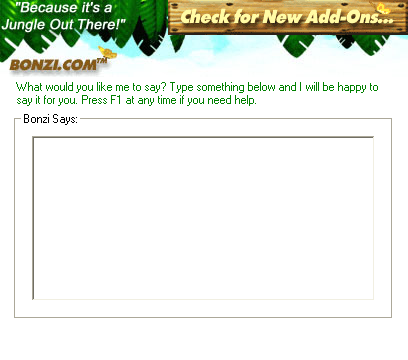 "Because it's a
Jungle Out There!"
Check for New Add-Ons...
BONZI.COM™
What would you like me to say? Type something below and I will be happy to
say it for you. Press F1 at any time if you need help.
Bonzi Says: